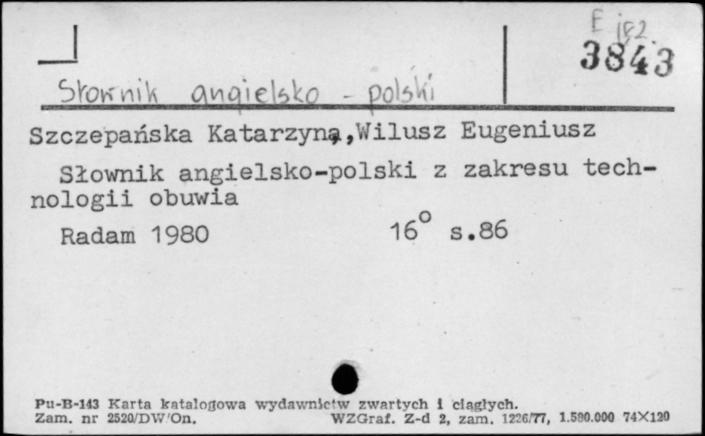 E jęz.
3843
Słownik angielsko - polski
Szczepańska Katarzyna,Wilusz Eugeniusz
Słownik angielsko-polski z zakresu tech-
nologii obuwia
Radam 1980 16° s.86
Pu-B-143 Karta katalogowa wydawnictw zwartych i ciągłych.
Zam. nr 2520/DW/On. WZGraf. Z-d 2, zam. 1226/77, 1.590.000 74X120